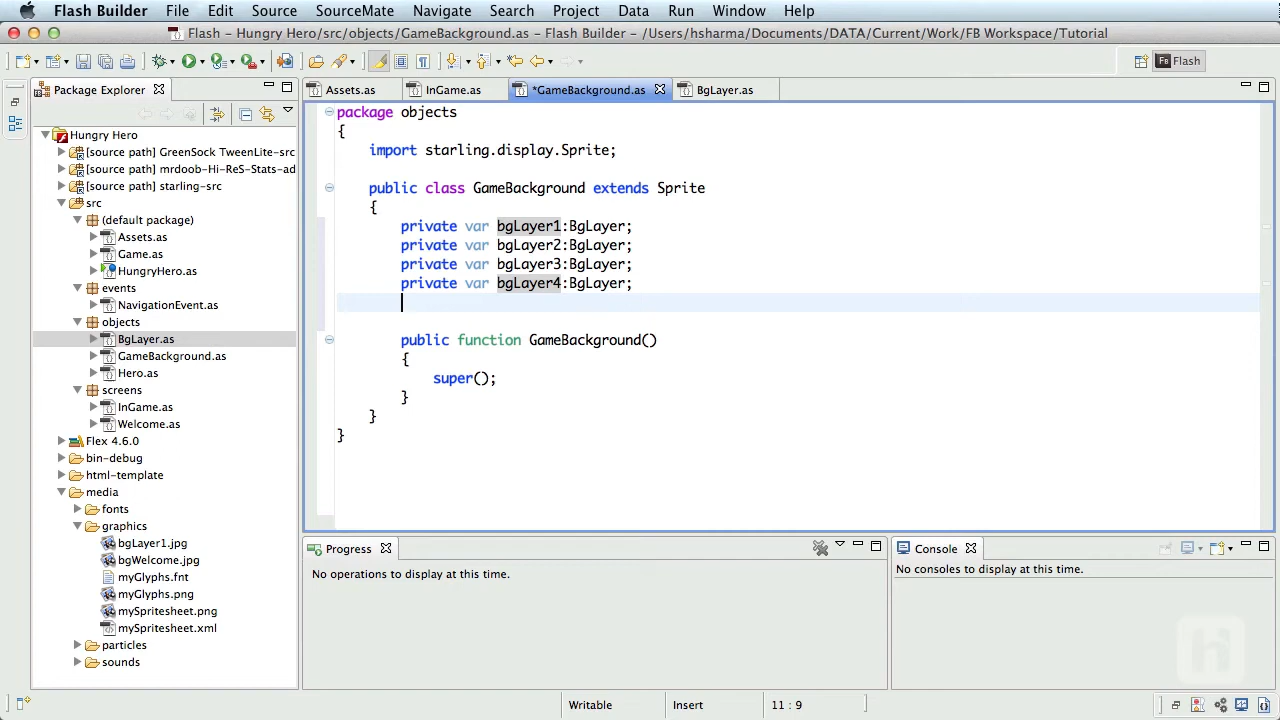 Flash Builder File Edit Source SourceMate Navigate Search Project Data Run Window Help
Flash - Hungry Hero/src/objects/GameBackground.as - Flash Builder - /Users/hsharma/Documents/DATA/Current/Work/FB Workspace/Tutorial
Flash
Package Explorer
Assets.as InGame.as *GameBackground.as BgLayer.as
Hungry Hero
[source path] GreenSock TweenLite-src
[source path] mrdoob-Hi-ReS-Stats-ad
[source path] starling-src
src
(default package)
Assets.as
Game.as
HungryHero.as
events
NavigationEvent.as
objects
BgLayer.as
GameBackground.as
Hero.as
screens
InGame.as
Welcome.as
Flex 4.6.0
bin-debug
html-template
media
fonts
graphics
bgLayer1.jpg
bgWelcome.jpg
myGlyphs.fnt
myGlyphs.png
mySpritesheet.png
mySpritesheet.xml
particles
sounds
package objects
{
import starling.display.Sprite;
public class GameBackground extends Sprite
{
private var bgLayer1:BgLayer;
private var bgLayer2:BgLayer;
private var bgLayer3:BgLayer;
private var bgLayer4:BgLayer;
public function GameBackground()
{
super();
}
}
}
Progress
No operations to display at this time.
Console
No consoles to display at this time.
Writable Insert 11 : 9